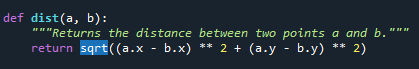 def dist(a, b):
    """Returns the distance between two points a and b."""
    return sqrt((a.x - b.x) ** 2 + (a.y - b.y) ** 2)